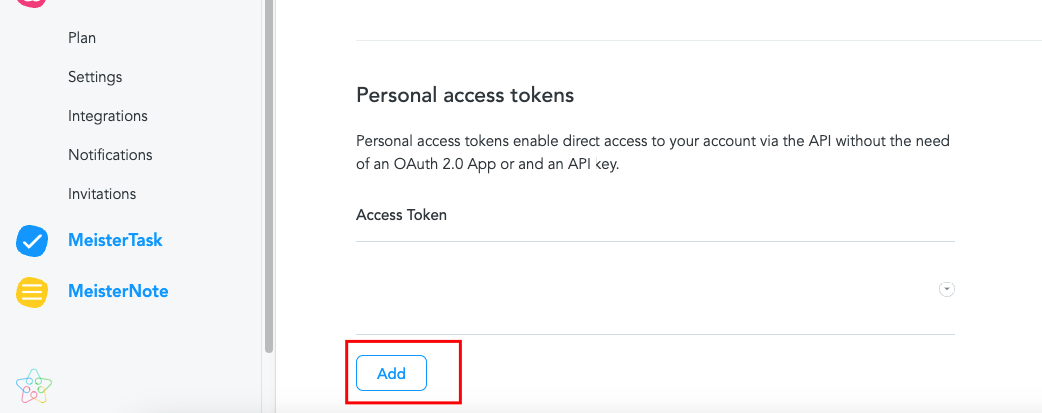 Plan
Settings
Integrations
Notifications
Invitations
MeisterTask
MeisterNote
Personal access tokens
Personal access tokens enable direct access to your account via the API without the need
of an OAuth 2.0 App or and an API key.
Access Token
Add